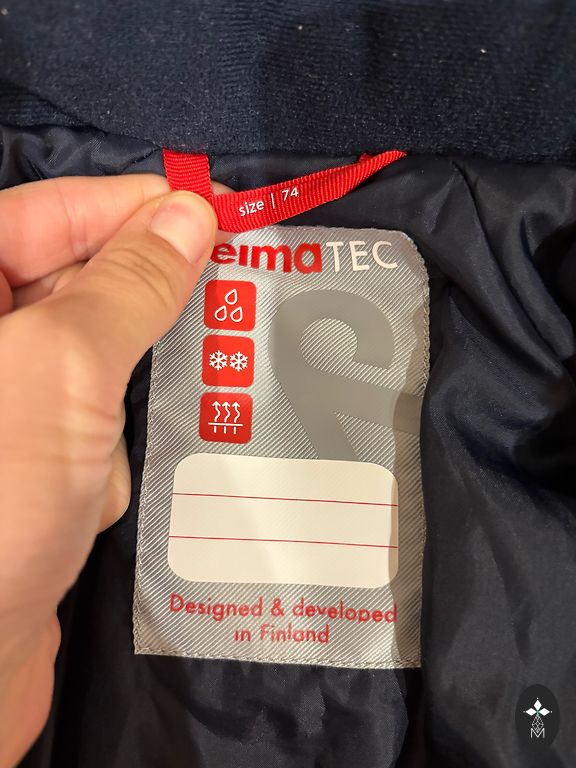 size | 74
eimaTEC
Designed & developed
in Finland